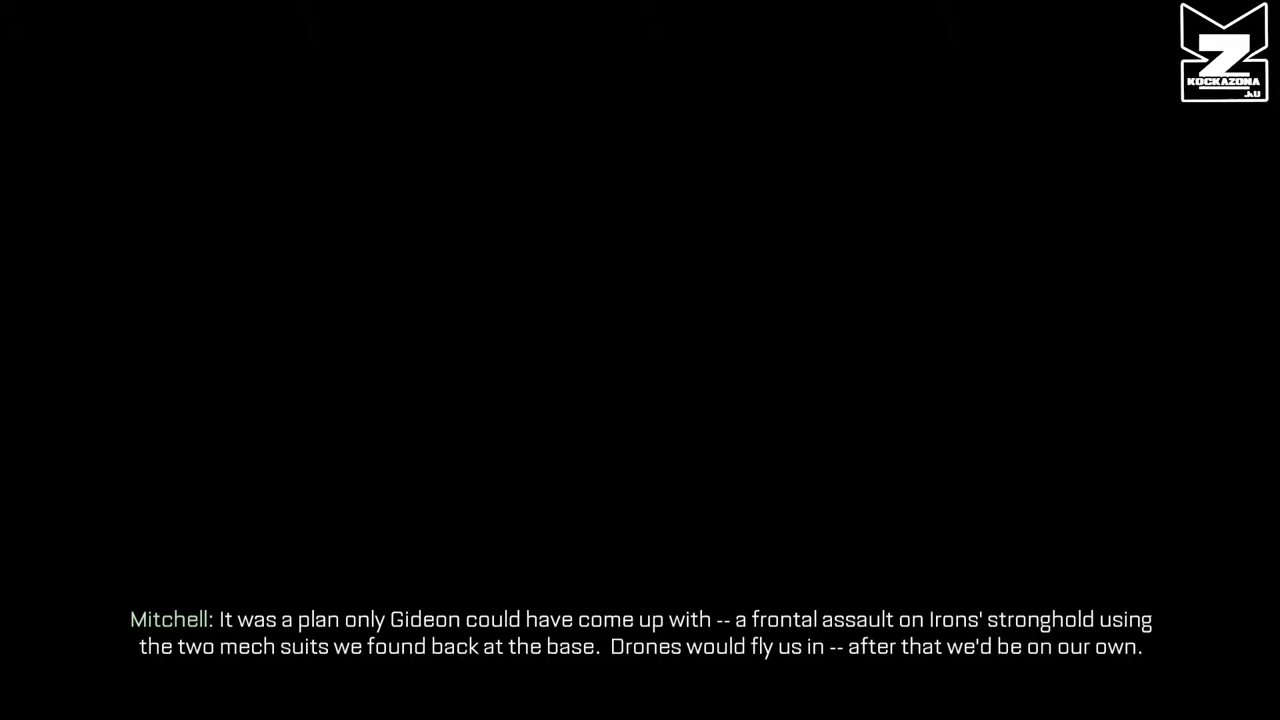 Z
KOCKAZONA
.HU
Mitchell: It was a plan only Gideon could have come up with -- a frontal assault on Irons' stronghold using
the two mech suits we found back at the base.  Drones would fly us in -- after that we'd be on our own.